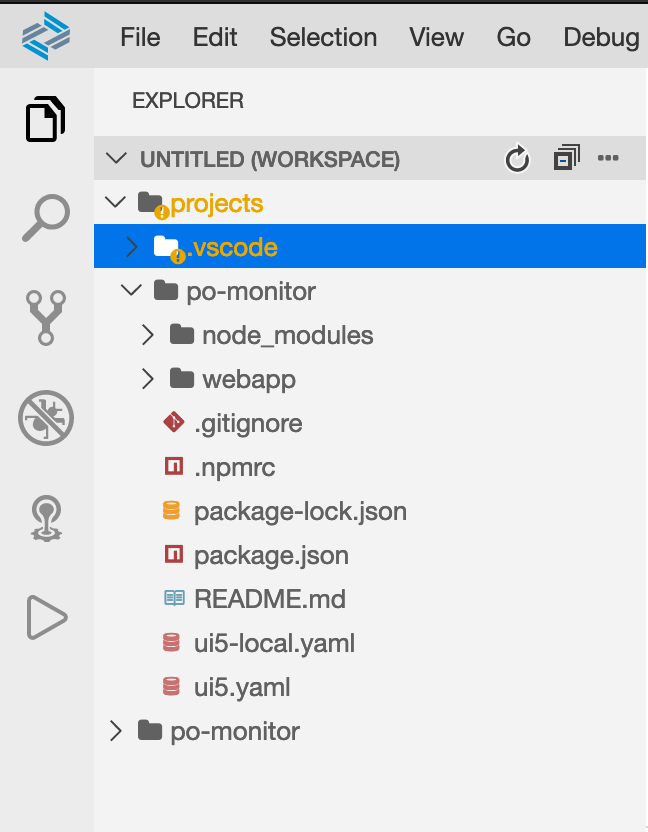 File Edit Selection View Go Debug
EXPLORER
UNTITLED (WORKSPACE)
projects
.vscode
po-monitor
node_modules
webapp
.gitignore
.npmrc
package-lock.json
package.json
README.md
ui5-local.yaml
ui5.yaml
po-monitor